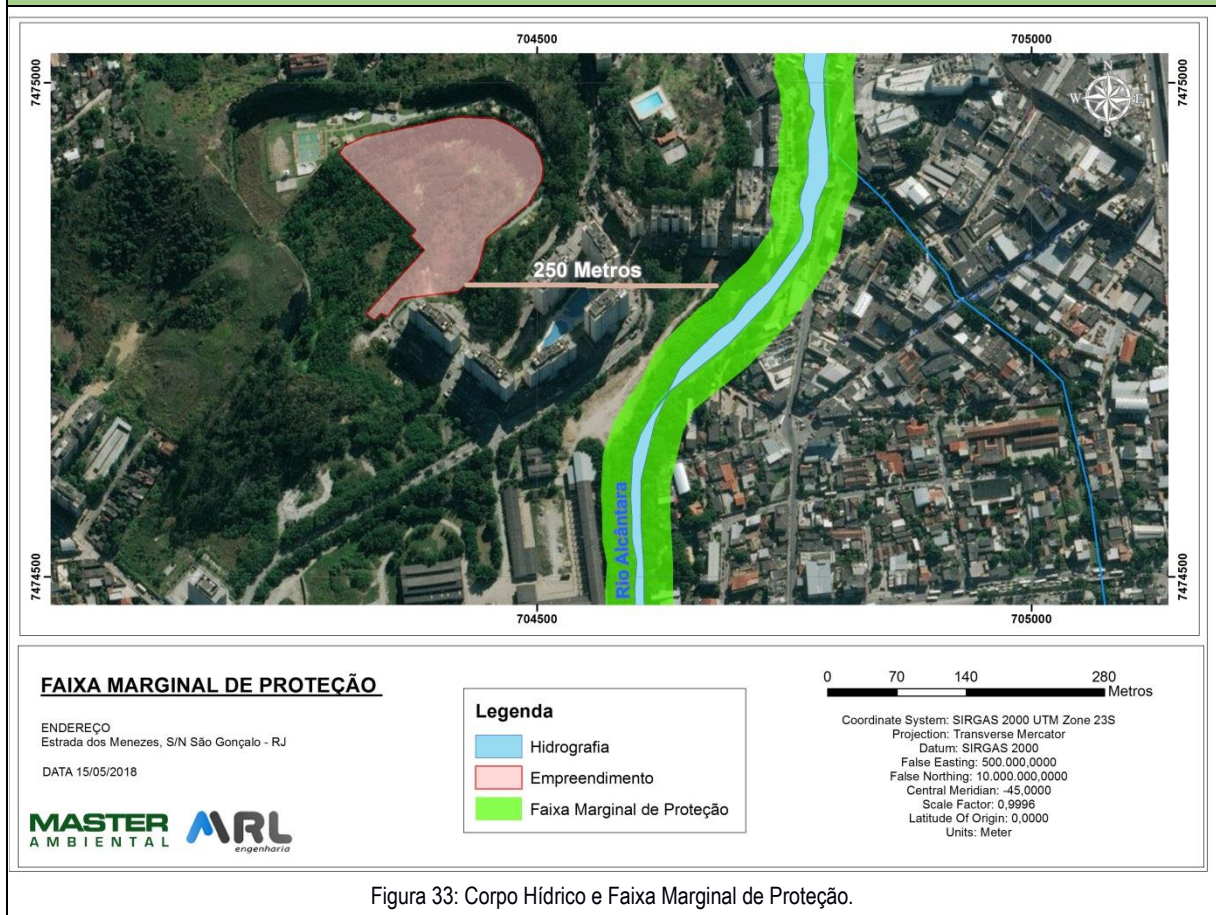 704500
705000
7475000
7475000
N
W E
S
250 Metros
Rio Alcântara
7474500
7474500
704500
705000
FAIXA MARGINAL DE PROTEÇÃO
ENDEREÇO
Estrada dos Menezes, S/N São Gonçalo - RJ
DATA 15/05/2018
MASTER
AMBIENTAL
MRL
engenharia
Legenda
Hidrografia
Empreendimento
Faixa Marginal de Proteção
0 70 140 280
Metros
Coordinate System: SIRGAS 2000 UTM Zone 23S
Projection: Transverse Mercator
Datum: SIRGAS 2000
False Easting: 500.000,0000
False Northing: 10.000.000,0000
Central Meridian: -45,0000
Scale Factor: 0,9996
Latitude Of Origin: 0,0000
Units: Meter
Figura 33: Corpo Hídrico e Faixa Marginal de Proteção.